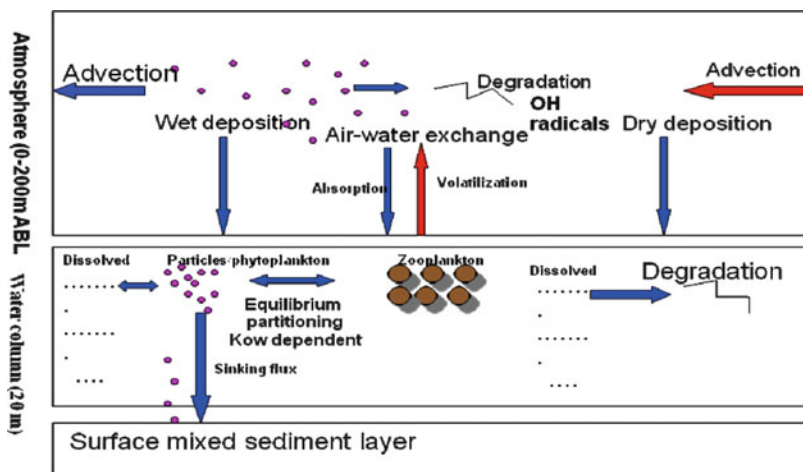 Atmosphere (0-200m ABL
Advection
Degradation
OH
radicals
Advection
Wet deposition
Air-water exchange
Dry deposition
Absorption
Volatilization
Water column (20 m)
Dissolved
Particles-phytoplankton
Zooplankton
Dissolved
Degradation
Equilibrium
partitioning
Kow dependent
Sinking flux
Surface mixed sediment layer